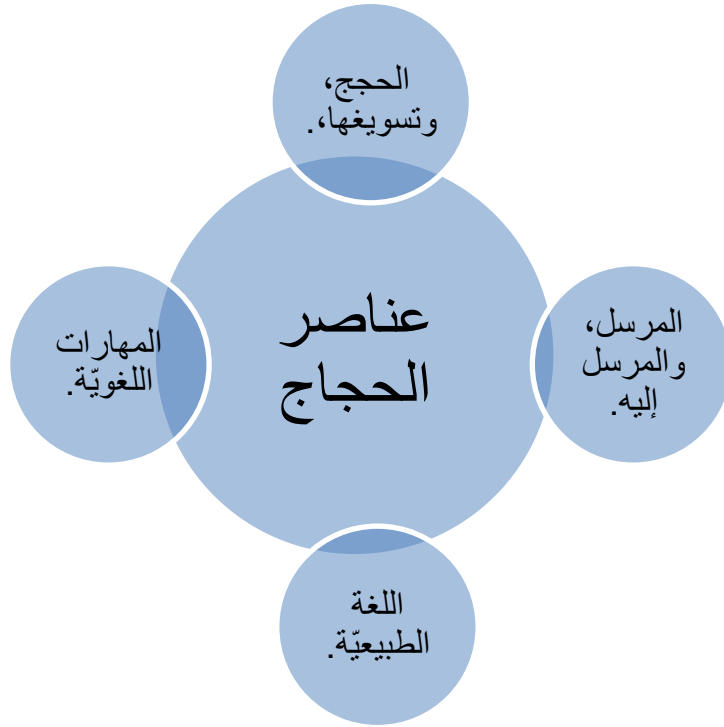 الحجج،
وتسويغها،.
المرسل،
والمرسل
إليه.
عناصر
الحجاج
المهارات
اللغويّة.
اللغة
الطبيعيّة.